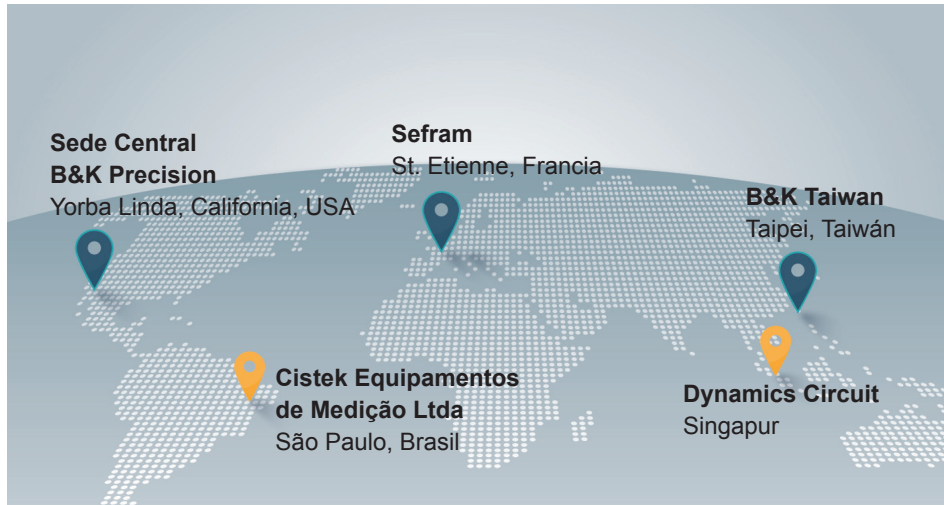 Sede Central
B&K Precision
Yorba Linda, California, USA
Sefram
St. Etienne, Francia
B&K Taiwan
Taipei, Taiwán
Cistek Equipamentos
de Medição Ltda
São Paulo, Brasil
Dynamics Circuit
Singapur